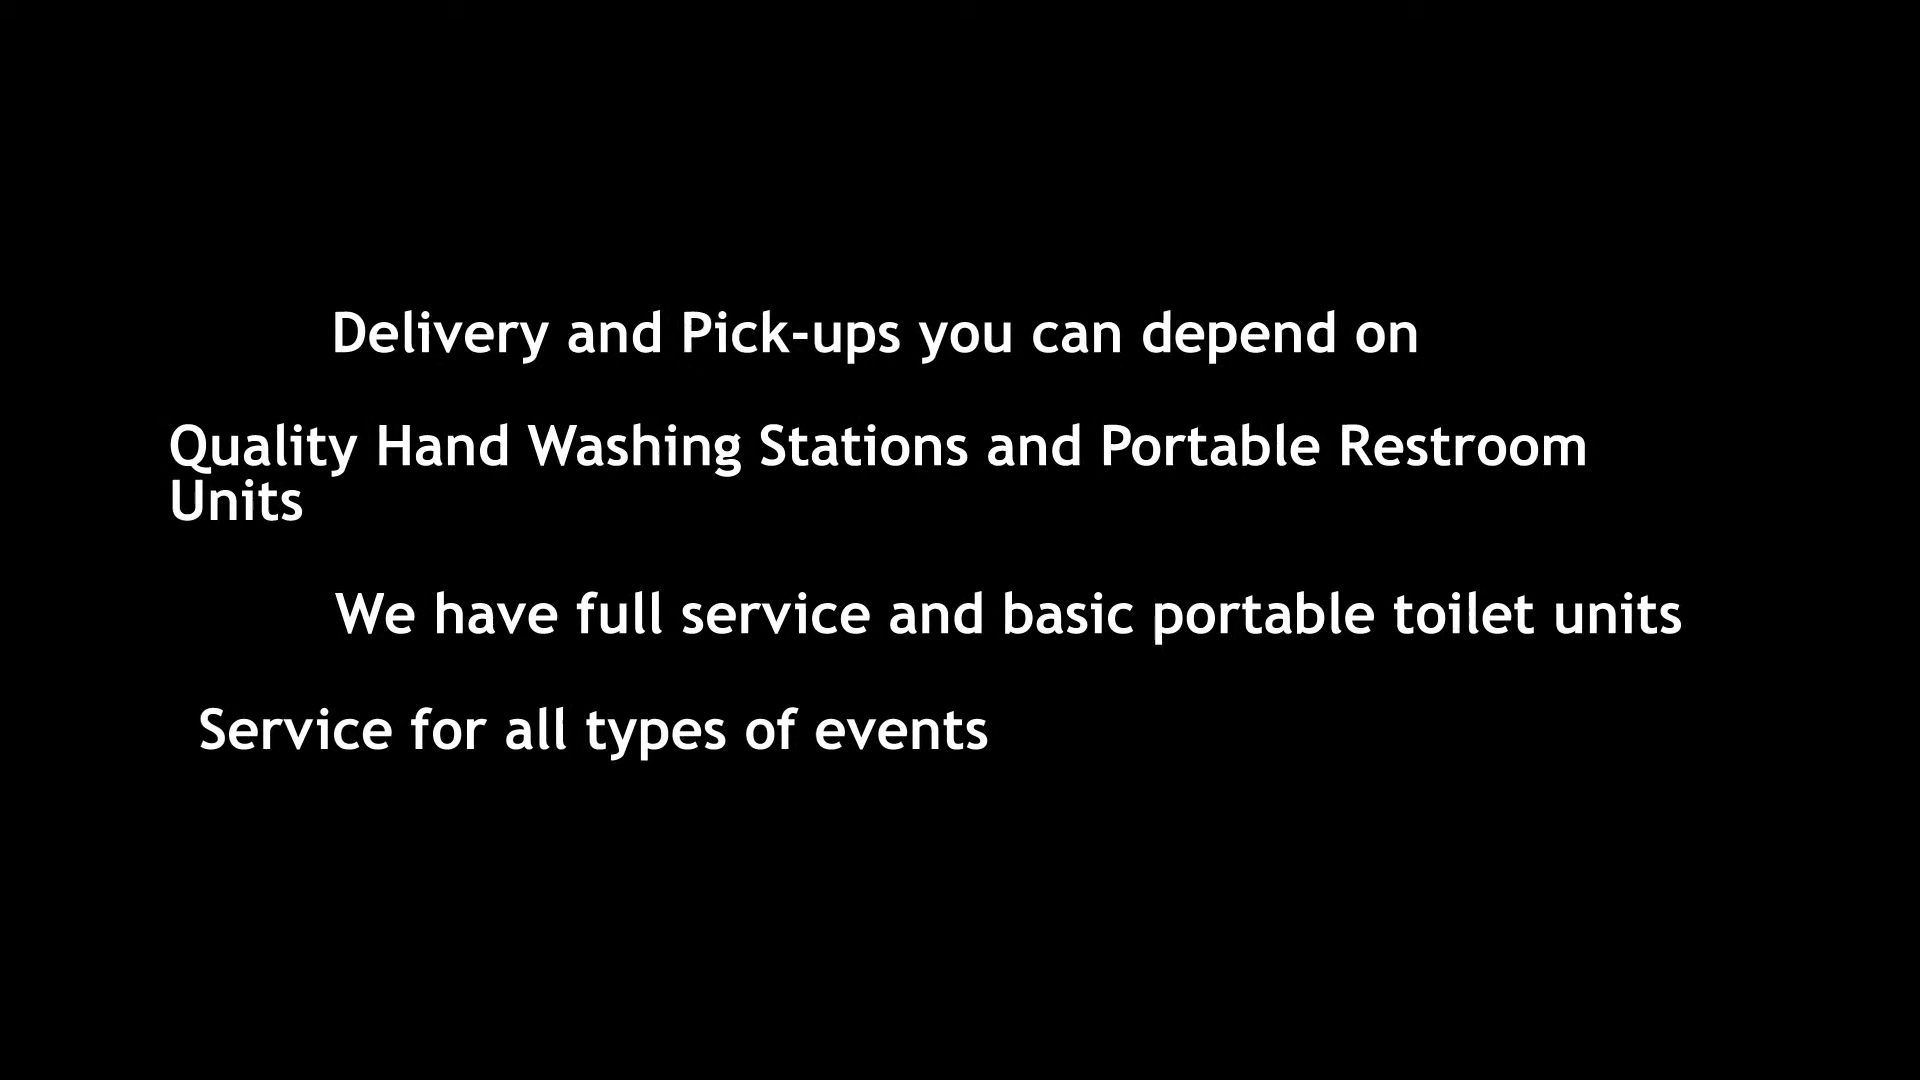 Delivery and Pick-ups you can depend on
Quality Hand Washing Stations and Portable Restroom
Units
We have full service and basic portable toilet units
Service for all types of events